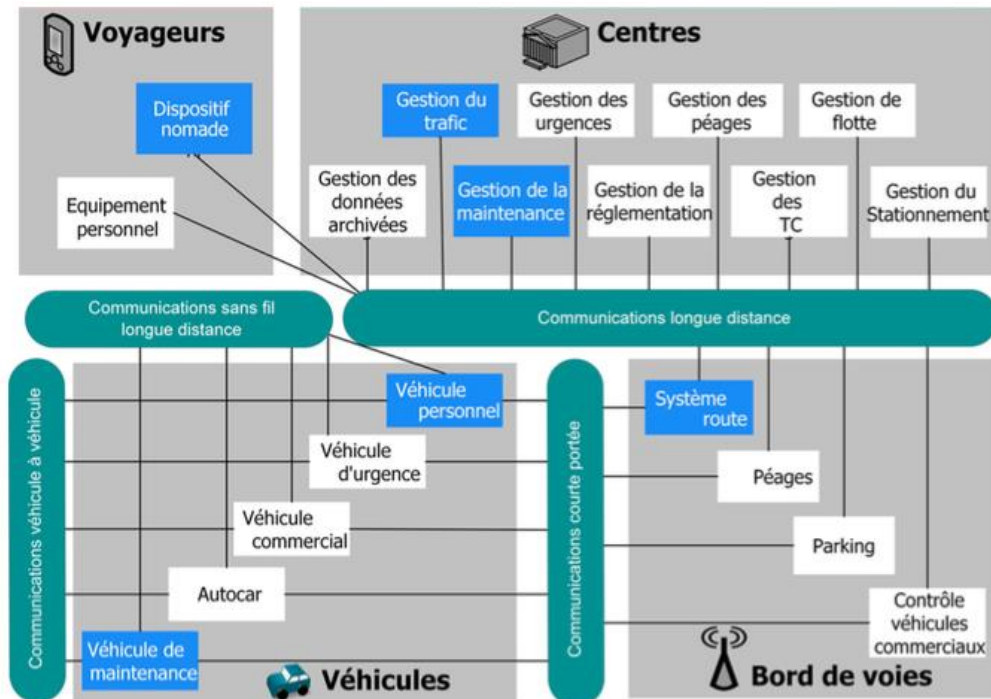 Voyageurs
Dispositif
nomade
Equipement
personnel
Centres
Gestion du
trafic
Gestion des
urgences
Gestion des
péages
Gestion de
flotte
Gestion des
données
archivées
Gestion de la
maintenance
Gestion de la
réglementation
Gestion
des
TC
Gestion du
Stationnement
Communications sans fil
longue distance
Communications longue distance
Communications véhicule à véhicule
Véhicule
personnel
Véhicule
d'urgence
Véhicule
commercial
Autocar
Véhicule de
maintenance
Véhicules
Communications courte portée
Système
route
Péages
Parking
Contrôle
véhicules
commerciaux
Bord de voies